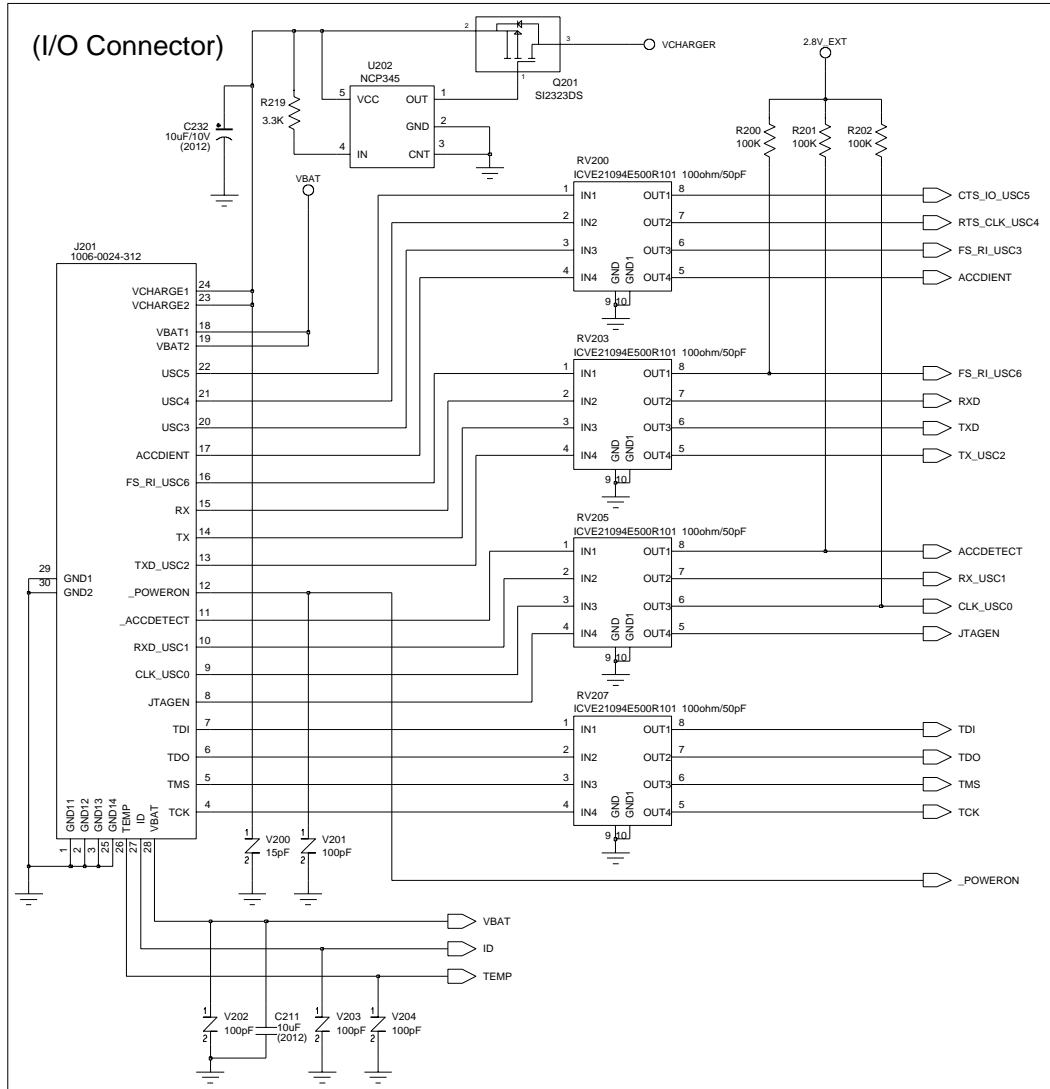 (I/O Connector)
2
3
VCHARGER
1
Q201
SI2323DS
2.8V_EXT
U202
NCP345
5 VCC OUT 1
GND 2
4 IN CNT 3
R219
3.3K
C232
10uF/10V
(2012)
VBAT
R200
100K
R201
100K
R202
100K
RV200
ICVE21094E500R101 100ohm/50pF
1 IN1 OUT1 8 CTS_IO_USC5
2 IN2 OUT2 7 RTS_CLK_USC4
3 IN3 OUT3 6 FS_RI_USC3
4 IN4 OUT4 5 ACCDIENT
GND GND1
9 10
RV203
ICVE21094E500R101 100ohm/50pF
1 IN1 OUT1 8 FS_RI_USC6
2 IN2 OUT2 7 RXD
3 IN3 OUT3 6 TXD
4 IN4 OUT4 5 TX_USC2
GND GND1
9 10
RV205
ICVE21094E500R101 100ohm/50pF
1 IN1 OUT1 8 ACCDETECT
2 IN2 OUT2 7 RX_USC1
3 IN3 OUT3 6 CLK_USC0
4 IN4 OUT4 5 JTAGEN
GND GND1
9 10
RV207
ICVE21094E500R101 100ohm/50pF
1 IN1 OUT1 8 TDI
2 IN2 OUT2 7 TDO
3 IN3 OUT3 6 TMS
4 IN4 OUT4 5 TCK
GND GND1
9 10
J201
1006-0024-312
VCHARGE1 24
VCHARGE2 23
VBAT1 18
VBAT2 19
USC5 22
USC4 21
USC3 20
ACCDIENT 17
FS_RI_USC6 16
RX 15
TX 14
TXD_USC2 13
_POWERON 12
_ACCDETECT 11
RXD_USC1 10
CLK_USC0 9
JTAGEN 8
TDI 7
TDO 6
TMS 5
TCK 4
29 GND1
30 GND2
GND11 GND12 GND13 GND14 TEMP ID VBAT
1 2 3 25 26 27 28
1
2
V200
15pF
1
2
V201
100pF
_POWERON
VBAT
ID
TEMP
1
2
V202
100pF
C211
10uF
(2012)
1
2
V203
100pF
1
2
V204
100pF